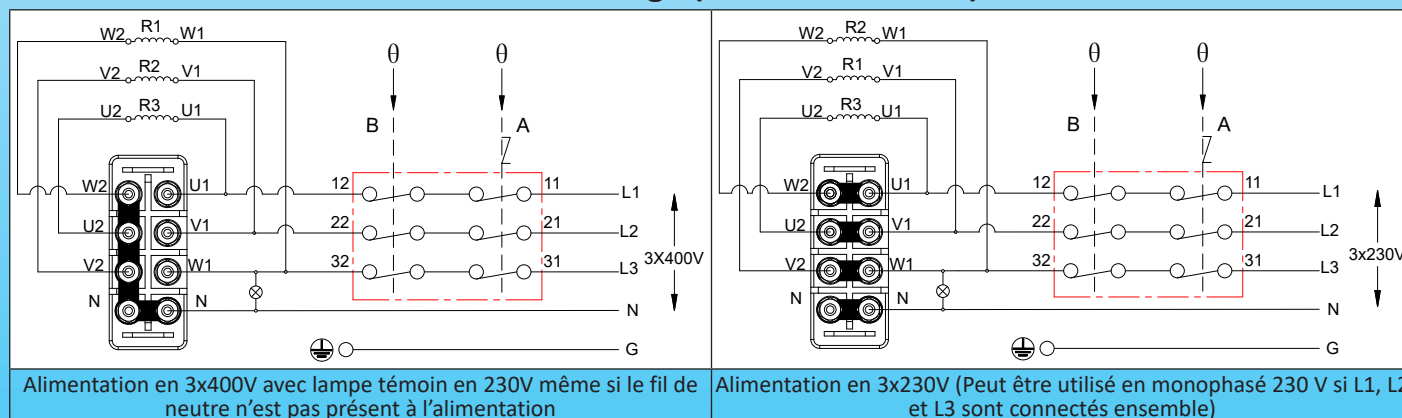 W2 R1 W1
V2 R2 V1
U2 R3 U1
θ θ
B A
W2 U1 12 11 L1
U2 V1 22 21 L2
V2 W1 32 31 L3
3X400V
N N N
G
Alimentation en 3x400V avec lampe témoin en 230V même si le fil de
neutre n'est pas présent à l'alimentation
W2 R2 W1
V2 R1 V1
U2 R3 U1
θ θ
B A
W2 U1 12 11 L1
U2 V1 22 21 L2
V2 W1 32 31 L3
3x230V
N N N
G
Alimentation en 3x230V (Peut être utilisé en monophasé 230 V si L1, L2
et L3 sont connectés ensemble)